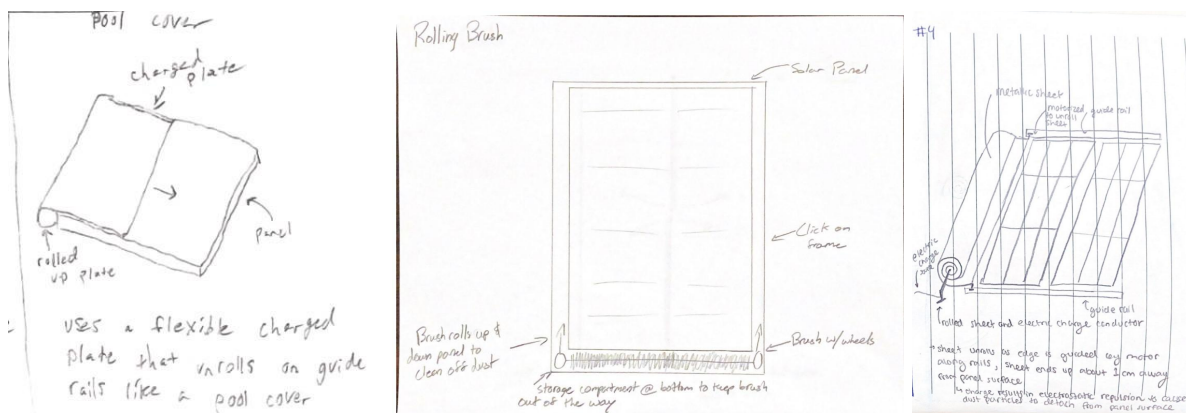 pool cover
charged
plate
panel
rolled
up plate
uses a flexible charged
plate that unrolls on guide
rails like a pool cover
Rolling Brush
Solar Panel
Click on
frame
Brush rolls up &
down panel to
clean off dust
Brush w/ wheels
storage compartment @ bottom to keep brush
out of the way
#4
metallic sheet
motorized
to unroll
sheet
guide rail
electric
charge
guide rail
rolled sheet and electric charge conductor
sheet unrolls as edge is guided by motor
along rails, sheet ends up about 1 cm away
from panel surface
charge results in electrostatic repulsion to cause
dust particles to detach from panel surface